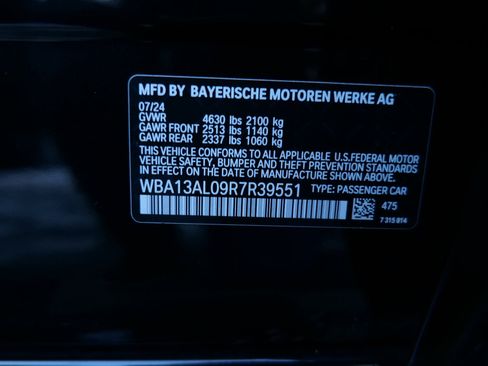 MFD BY BAYERISCHE MOTOREN WERKE AG
07/24
GVWR 4630 lbs 2100 kg
GAWR FRONT 2513 lbs 1140 kg
GAWR REAR 2337 lbs 1060 kg
THIS VEHICLE CONFORMS TO ALL APPLICABLE U.S.FEDERAL MOTOR
VEHICLE SAFETY, BUMPER AND THEFT PREVENTION STANDARDS
IN EFFECT ON THE DATE OF MANUFACTURE SHOWN ABOVE.
WBA13AL09R7R39551 TYPE: PASSENGER CAR
475
7 315 914